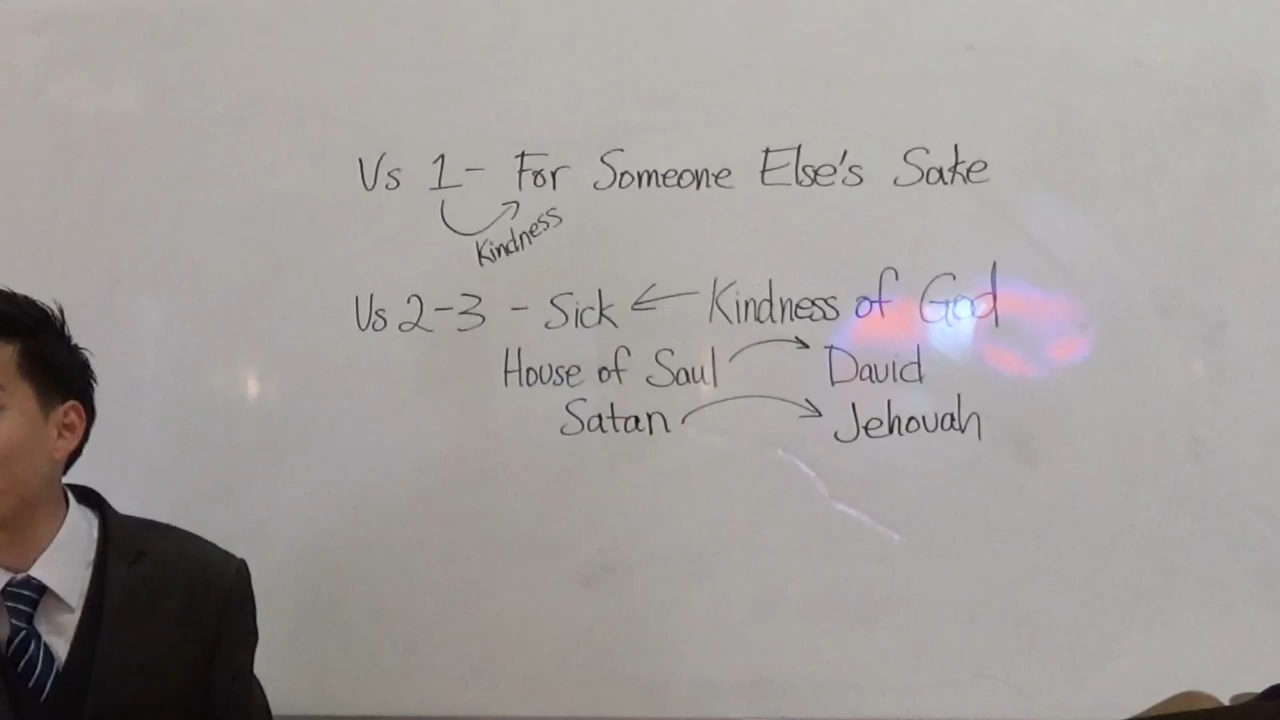 Vs 1- For Someone Else's Sake
Kindness
Vs 2-3 - Sick ← Kindness of God
House of Saul → David
Satan → Jehovah